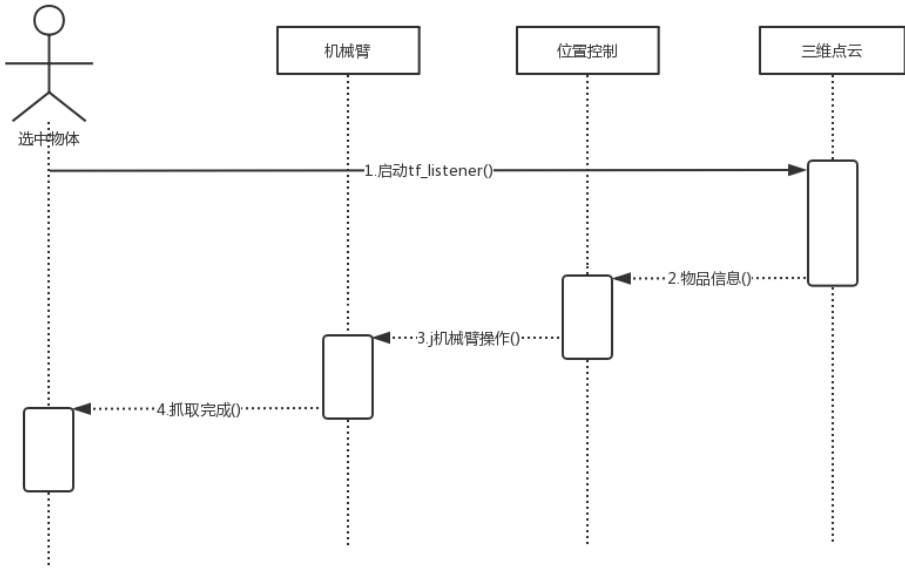 机械臂
位置控制
三维点云
选中物体
1.启动tf_listener()
2.物品信息()
3.j机械臂操作()
4.抓取完成()